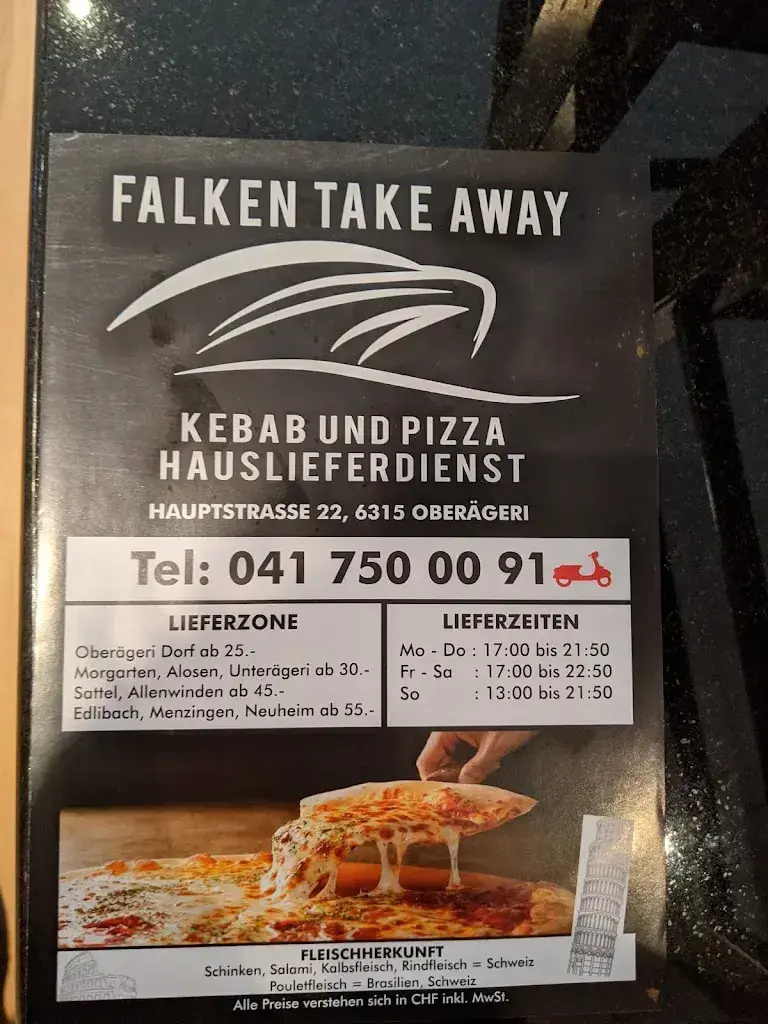 FALKEN TAKE AWAY
KEBAB UND PIZZA
HAUSLIEFERDIENST
HAUPTSTRASSE 22, 6315 OBERÄGERI
Tel: 041 750 00 91
LIEFERZONE
Oberägeri Dorf ab 25.-
Morgarten, Alosen, Unterägeri ab 30.-
Sattel, Allenwinden ab 45.-
Edlibach, Menzingen, Neuheim ab 55.-
LIEFERZEITEN
Mo - Do : 17:00 bis 21:50
Fr - Sa : 17:00 bis 22:50
So : 13:00 bis 21:50
FLEISCHHERKUNFT
Schinken, Salami, Kalbsfleisch, Rindfleisch = Schweiz
Pouletfleisch = Brasilien, Schweiz
Alle Preise verstehen sich in CHF inkl. MwSt.